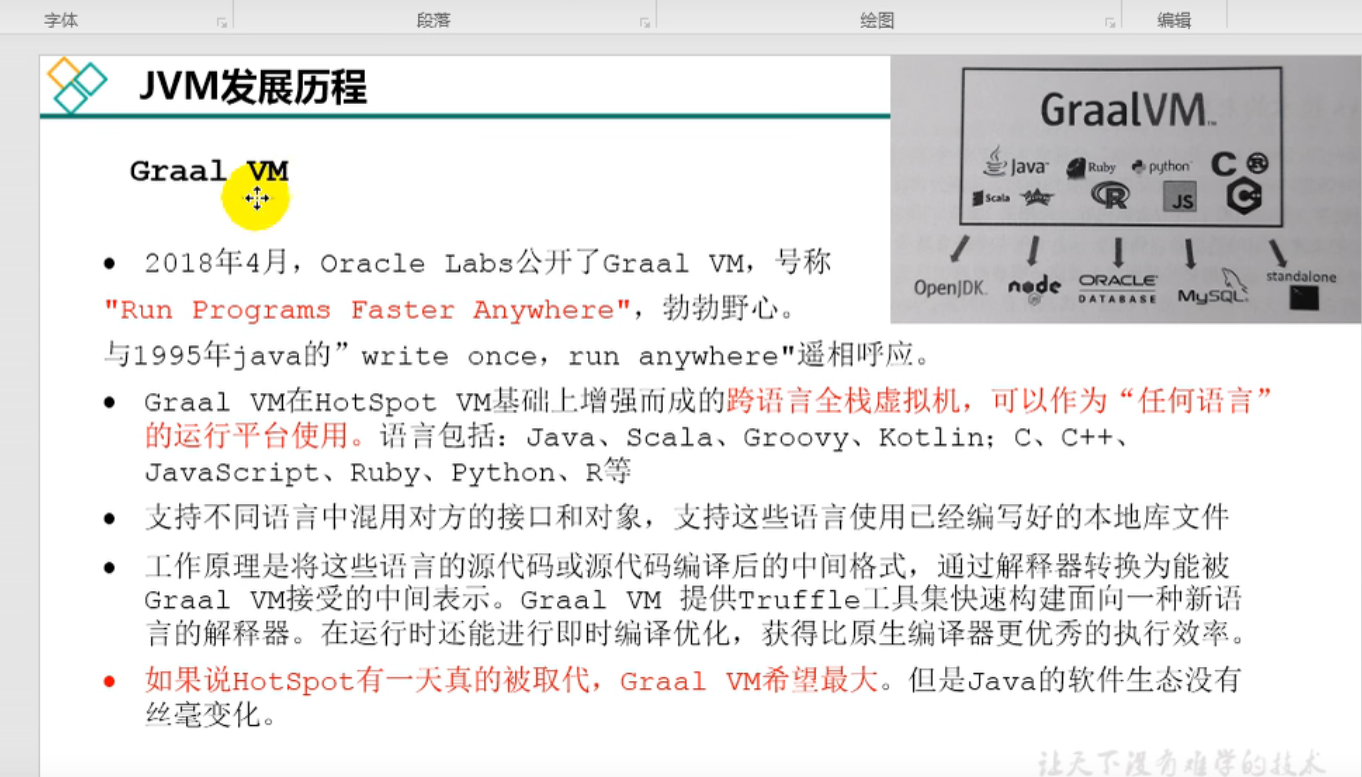 字体 段落 绘图 编辑
JVM发展历程
GraalVM™
Java Ruby python C R
Scala R JS C
OpenJDK node ORACLE DATABASE MySQL standalone
Graal VM
• 2018年4月，Oracle Labs公开了Graal VM，号称
"Run Programs Faster Anywhere"，勃勃野心。
与1995年java的”write once，run anywhere"遥相呼应。
• Graal VM在HotSpot VM基础上增强而成的跨语言全栈虚拟机，可以作为“任何语言”
的运行平台使用。语言包括：Java、Scala、Groovy、Kotlin；C、C++、
JavaScript、Ruby、Python、R等
• 支持不同语言中混用对方的接口和对象，支持这些语言使用已经编写好的本地库文件
• 工作原理是将这些语言的源代码或源代码编译后的中间格式，通过解释器转换为能被
Graal VM接受的中间表示。Graal VM 提供Truffle工具集快速构建面向一种新语
言的解释器。在运行时还能进行即时编译优化，获得比原生编译器更优秀的执行效率。
• 如果说HotSpot有一天真的被取代，Graal VM希望最大。但是Java的软件生态没有
丝毫变化。
让天下没有难学的技术